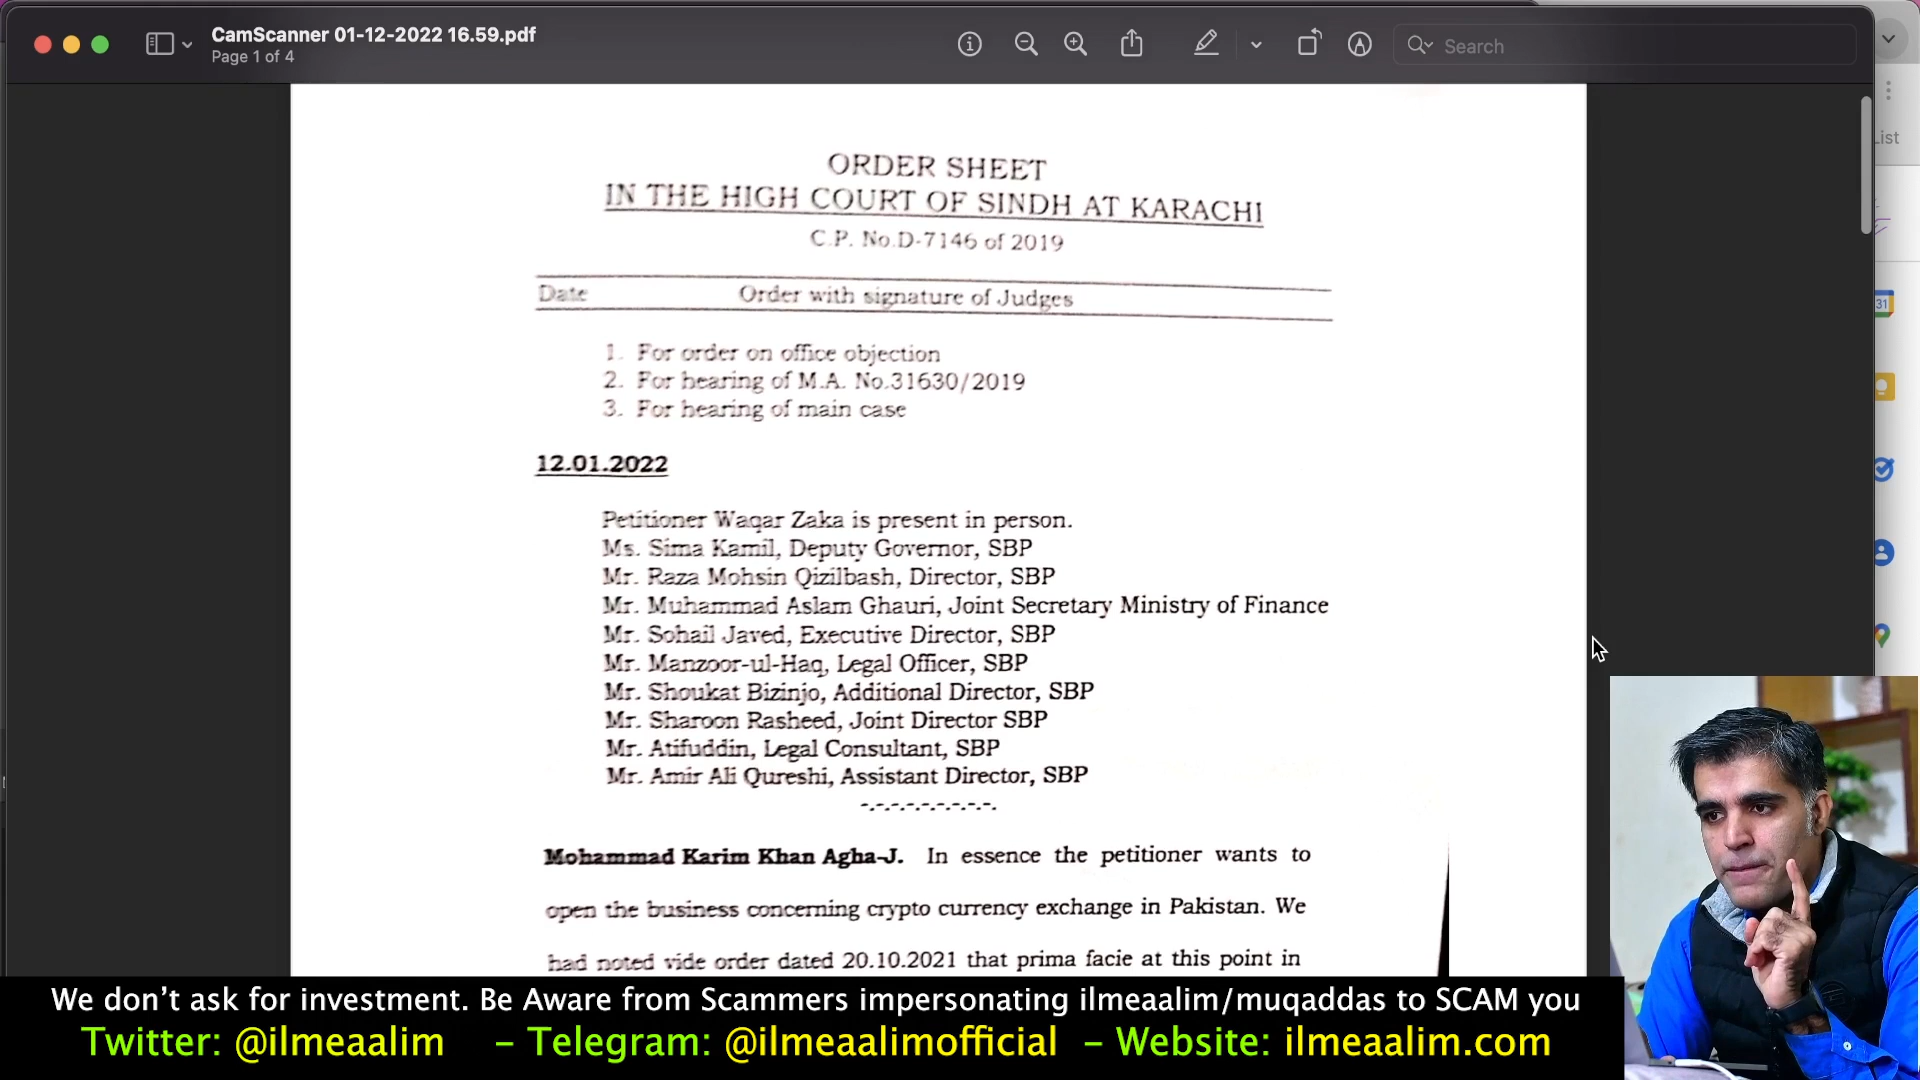 CamScanner 01-12-2022 16.59.pdf
Page 1 of 4
Search
List
31
ORDER SHEET
IN THE HIGH COURT OF SINDH AT KARACHI
C.P. No.D-7146 of 2019
Date Order with signature of Judges
1. For order on office objection
2. For hearing of M.A. No.31630/2019
3. For hearing of main case
12.01.2022
Petitioner Waqar Zaka is present in person.
Ms. Sima Kamil, Deputy Governor, SBP
Mr. Raza Mohsin Qizilbash, Director, SBP
Mr. Muhammad Aslam Ghauri, Joint Secretary Ministry of Finance
Mr. Sohail Javed, Executive Director, SBP
Mr. Manzoor-ul-Haq, Legal Officer, SBP
Mr. Shoukat Bizinjo, Additional Director, SBP
Mr. Sharoon Rasheed, Joint Director SBP
Mr. Atifuddin, Legal Consultant, SBP
Mr. Amir Ali Qureshi, Assistant Director, SBP
-.-.-.-.-.-.-.-.-.
Mohammad Karim Khan Agha-J. In essence the petitioner wants to
open the business concerning crypto currency exchange in Pakistan. We
had noted vide order dated 20.10.2021 that prima facie at this point in
We don’t ask for investment. Be Aware from Scammers impersonating ilmeaalim/muqaddas to SCAM you
Twitter: @ilmeaalim – Telegram: @ilmeaalimofficial – Website: ilmeaalim.com